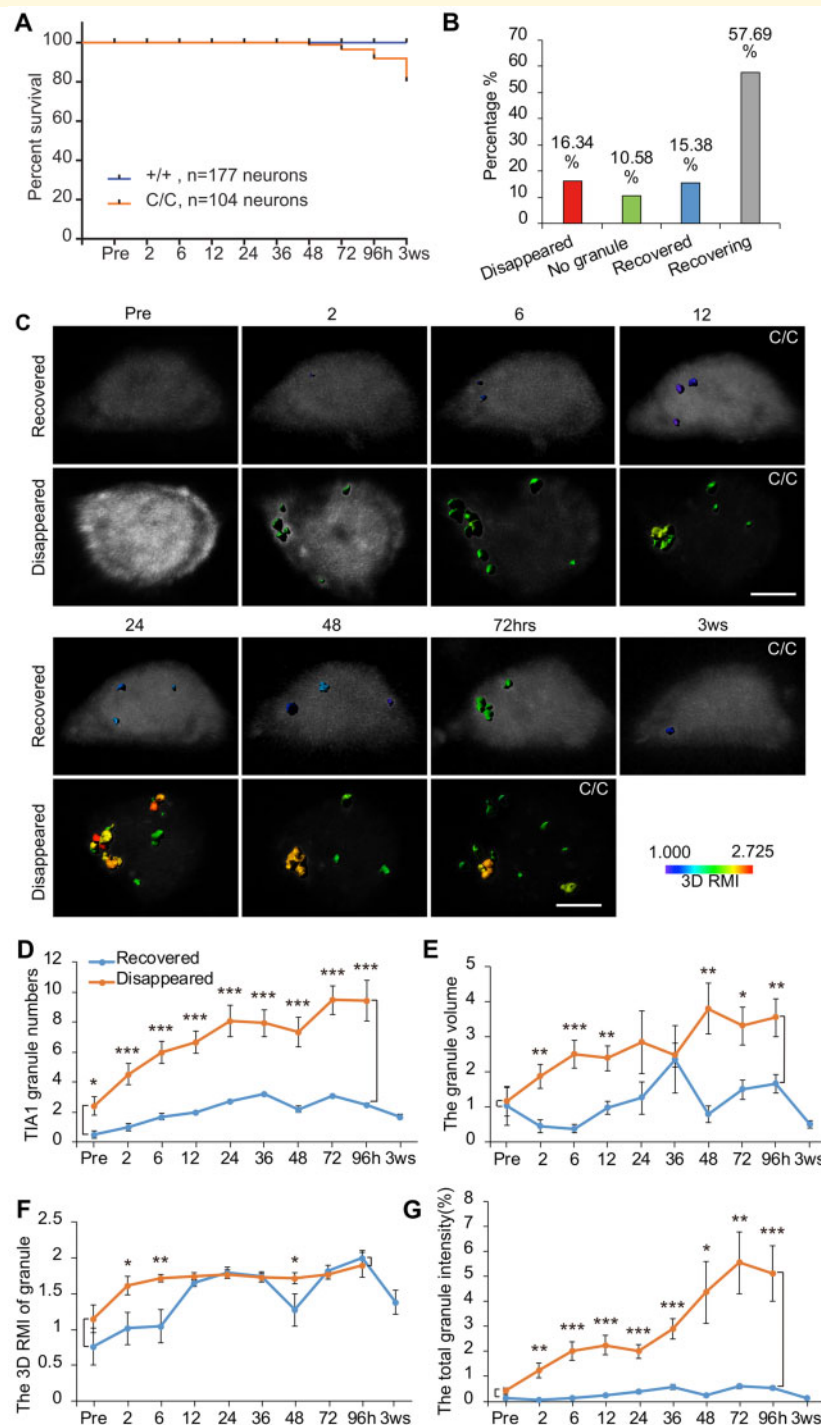 A
Percent survival
100
80
60
40
20
0
+/+ , n=177 neurons
C/C, n=104 neurons
Pre 2 6 12 24 36 48 72 96h 3ws
B
Percentage %
70
60
50
40
30
20
10
0
16.34
%
10.58
%
15.38
%
57.69
%
Disappeared
No granule
Recovered
Recovering
C
Pre 2 6 12
Recovered
C/C
Disappeared
C/C
24 48 72hrs 3ws
Recovered
C/C
Disappeared
C/C
1.000 2.725
3D RMI
D
TIA1 granule numbers
12
10
8
6
4
2
0
Recovered
Disappeared
* *** *** *** *** *** *** *** ***
Pre 2 6 12 24 36 48 72 96h 3ws
E
The granule volume
5
4
3
2
1
0
** *** ** ** * **
Pre 2 6 12 24 36 48 72 96h 3ws
F
The 3D RMI of granule
2.5
2
1.5
1
0.5
0
* ** *
Pre 2 6 12 24 36 48 72 96h 3ws
G
The total granule intensity(%)
8
7
6
5
4
3
2
1
0
** *** *** *** *** * ** ***
Pre 2 6 12 24 36 48 72 96h 3ws